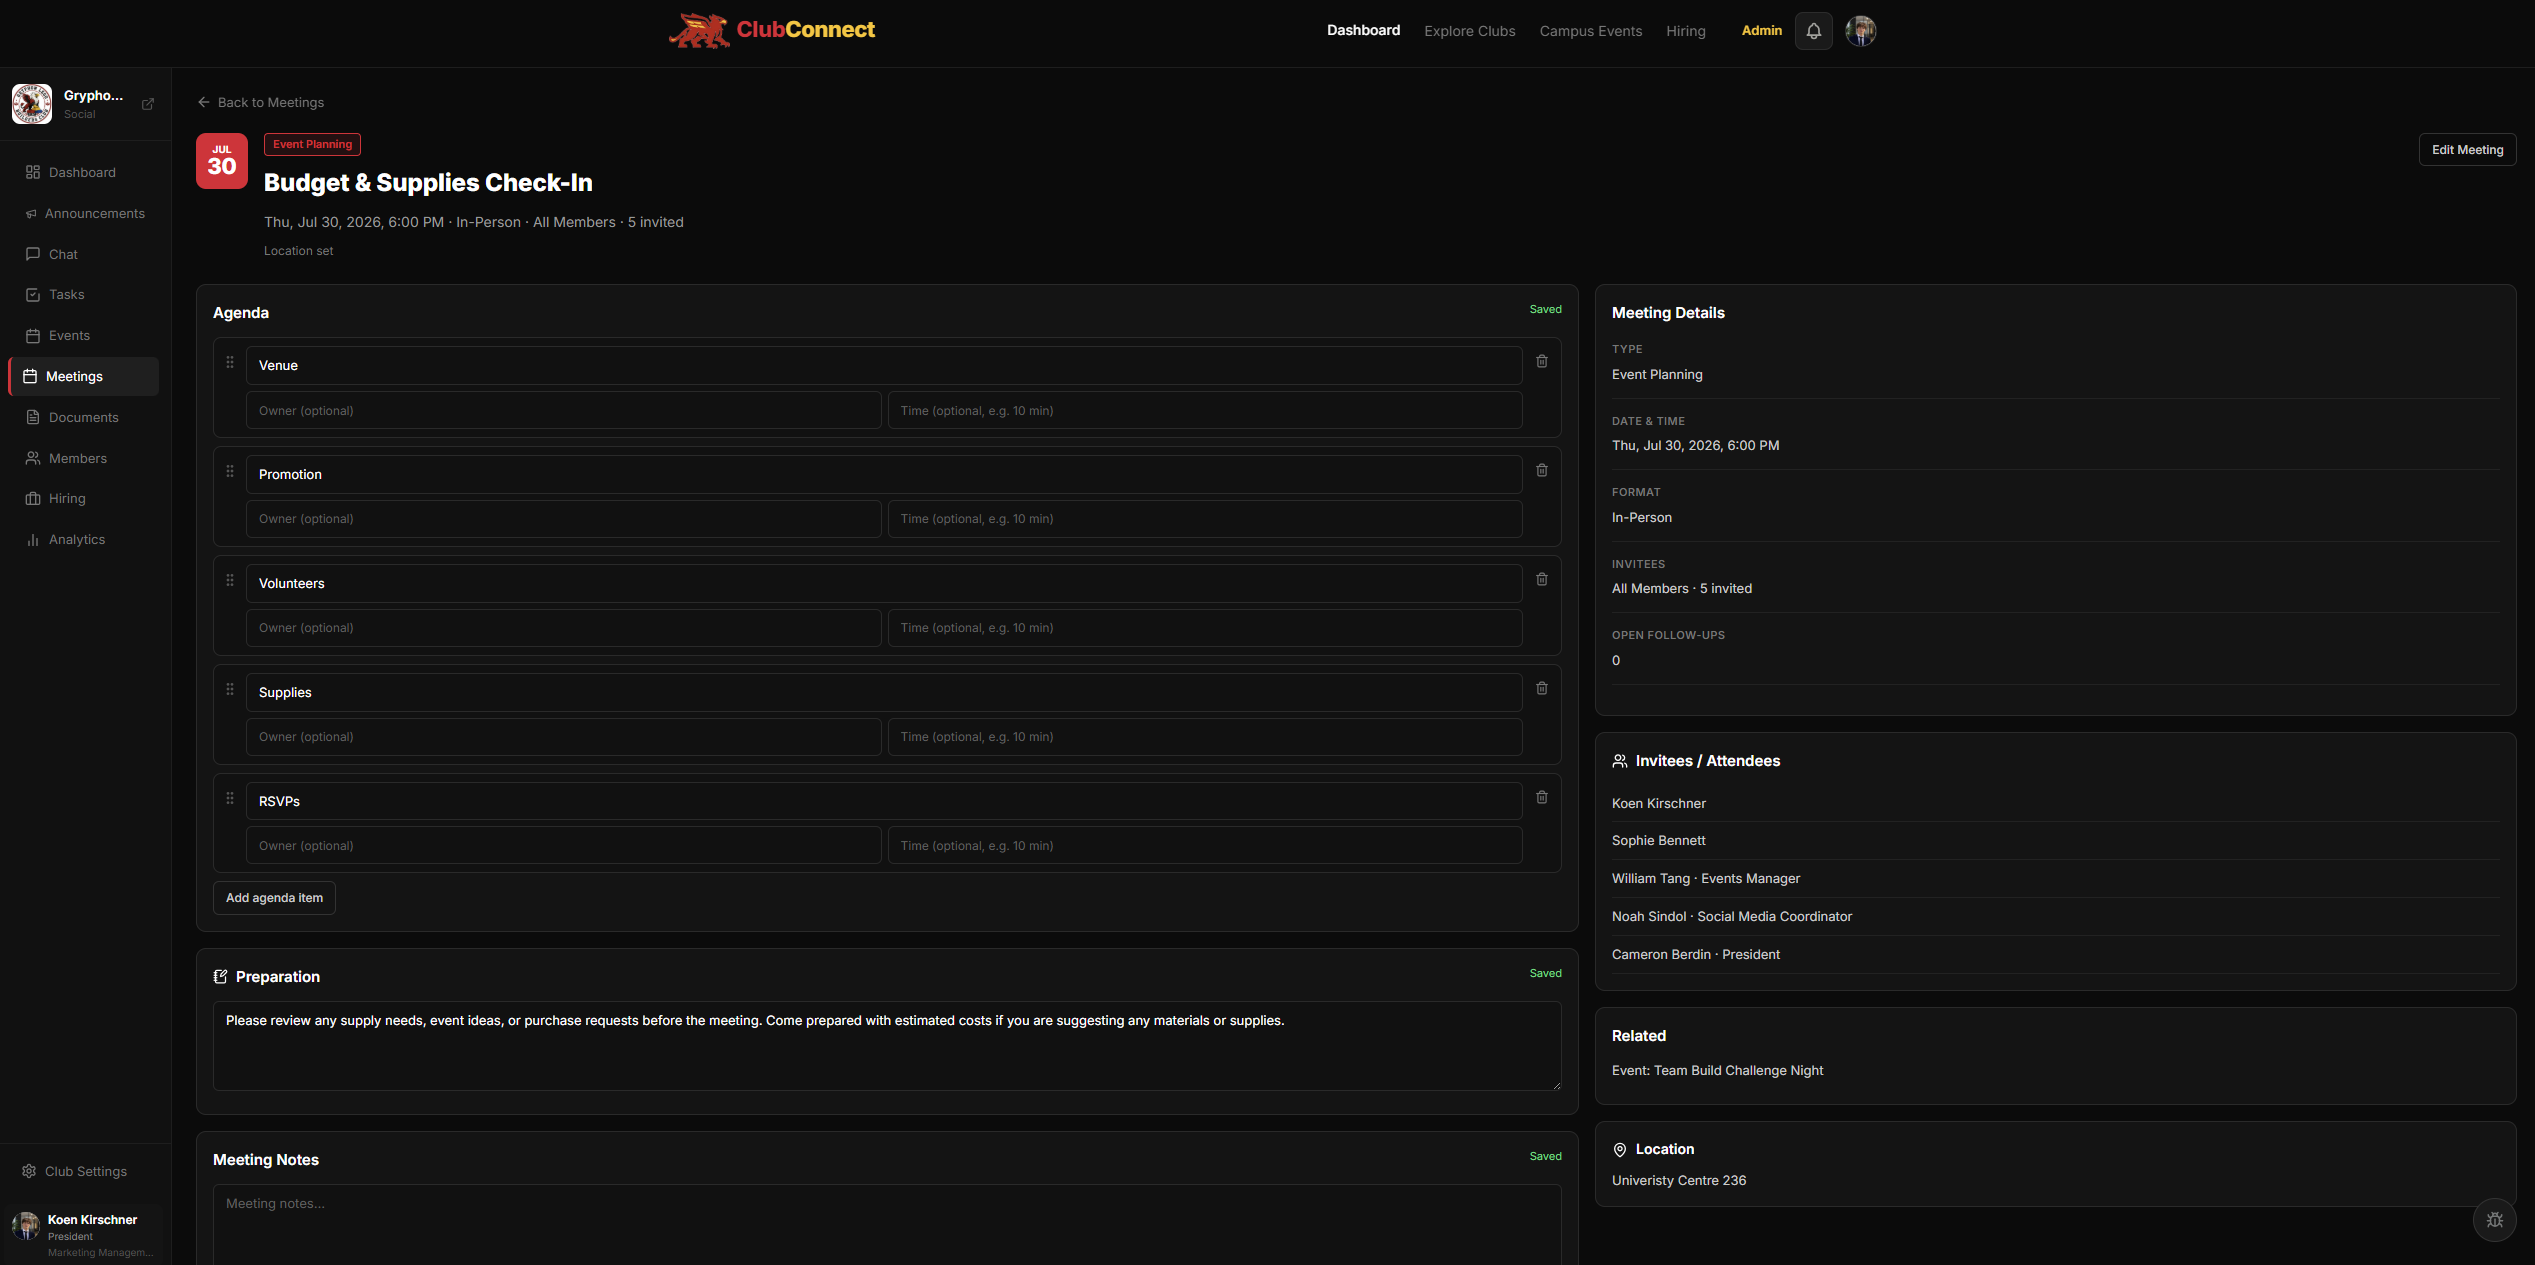 ClubConnect
Dashboard
Explore Clubs
Campus Events
Hiring
Admin
Grypho...
Social
Dashboard
Announcements
Chat
Tasks
Events
Meetings
Documents
Members
Hiring
Analytics
Club Settings
Koen Kirschner
President
Marketing Managem...
Back to Meetings
JUL
30
Event Planning
Budget & Supplies Check-In
Thu, Jul 30, 2026, 6:00 PM · In-Person · All Members · 5 invited
Location set
Edit Meeting
Agenda
Saved
Venue
Owner (optional)
Time (optional, e.g. 10 min)
Promotion
Owner (optional)
Time (optional, e.g. 10 min)
Volunteers
Owner (optional)
Time (optional, e.g. 10 min)
Supplies
Owner (optional)
Time (optional, e.g. 10 min)
RSVPs
Owner (optional)
Time (optional, e.g. 10 min)
Add agenda item
Preparation
Saved
Please review any supply needs, event ideas, or purchase requests before the meeting. Come prepared with estimated costs if you are suggesting any materials or supplies.
Meeting Notes
Saved
Meeting notes...
Meeting Details
TYPE
Event Planning
DATE & TIME
Thu, Jul 30, 2026, 6:00 PM
FORMAT
In-Person
INVITEES
All Members · 5 invited
OPEN FOLLOW-UPS
0
Invitees / Attendees
Koen Kirschner
Sophie Bennett
William Tang · Events Manager
Noah Sindol · Social Media Coordinator
Cameron Berdin · President
Related
Event: Team Build Challenge Night
Location
Univeristy Centre 236